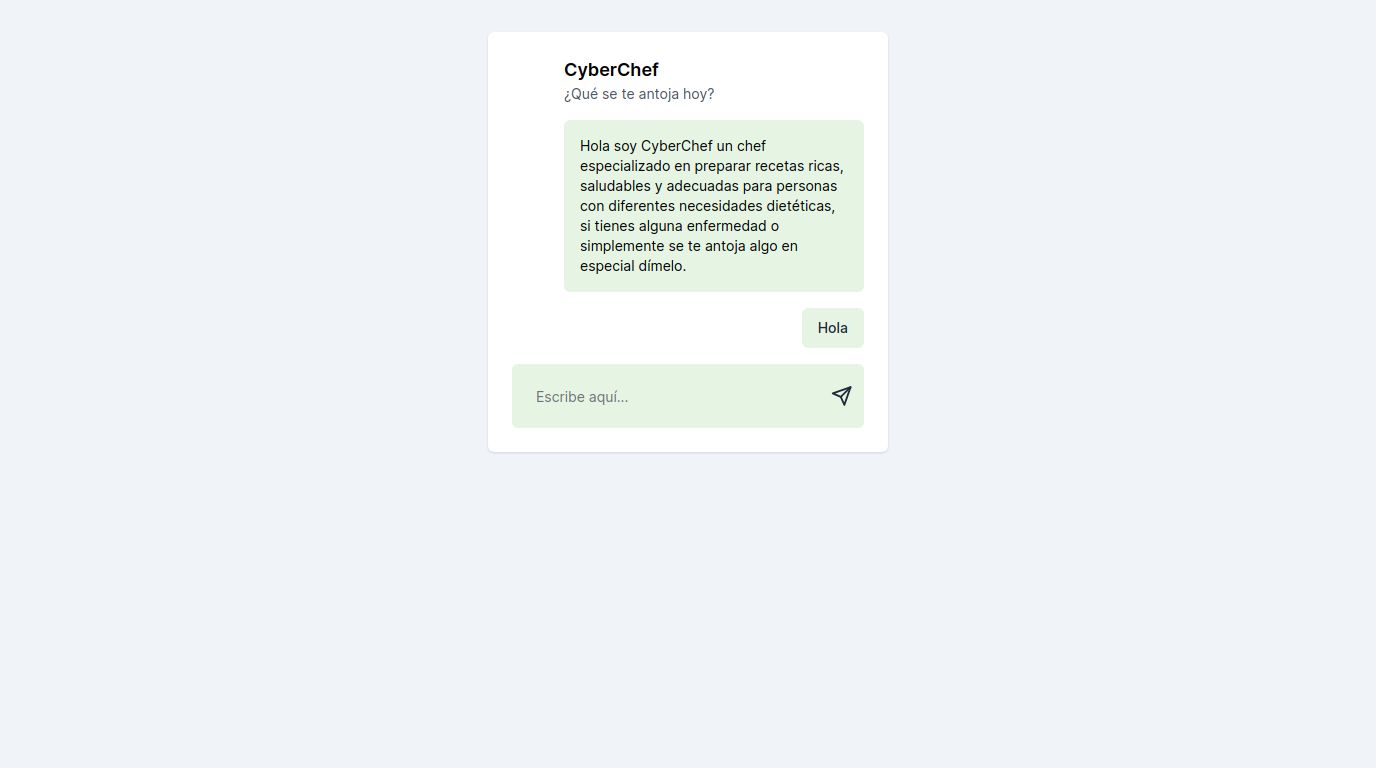 CyberChef
¿Qué se te antoja hoy?
Hola soy CyberChef un chef
especializado en preparar recetas ricas,
saludables y adecuadas para personas
con diferentes necesidades dietéticas,
si tienes alguna enfermedad o
simplemente se te antoja algo en
especial dímelo.
Hola
Escribe aquí...